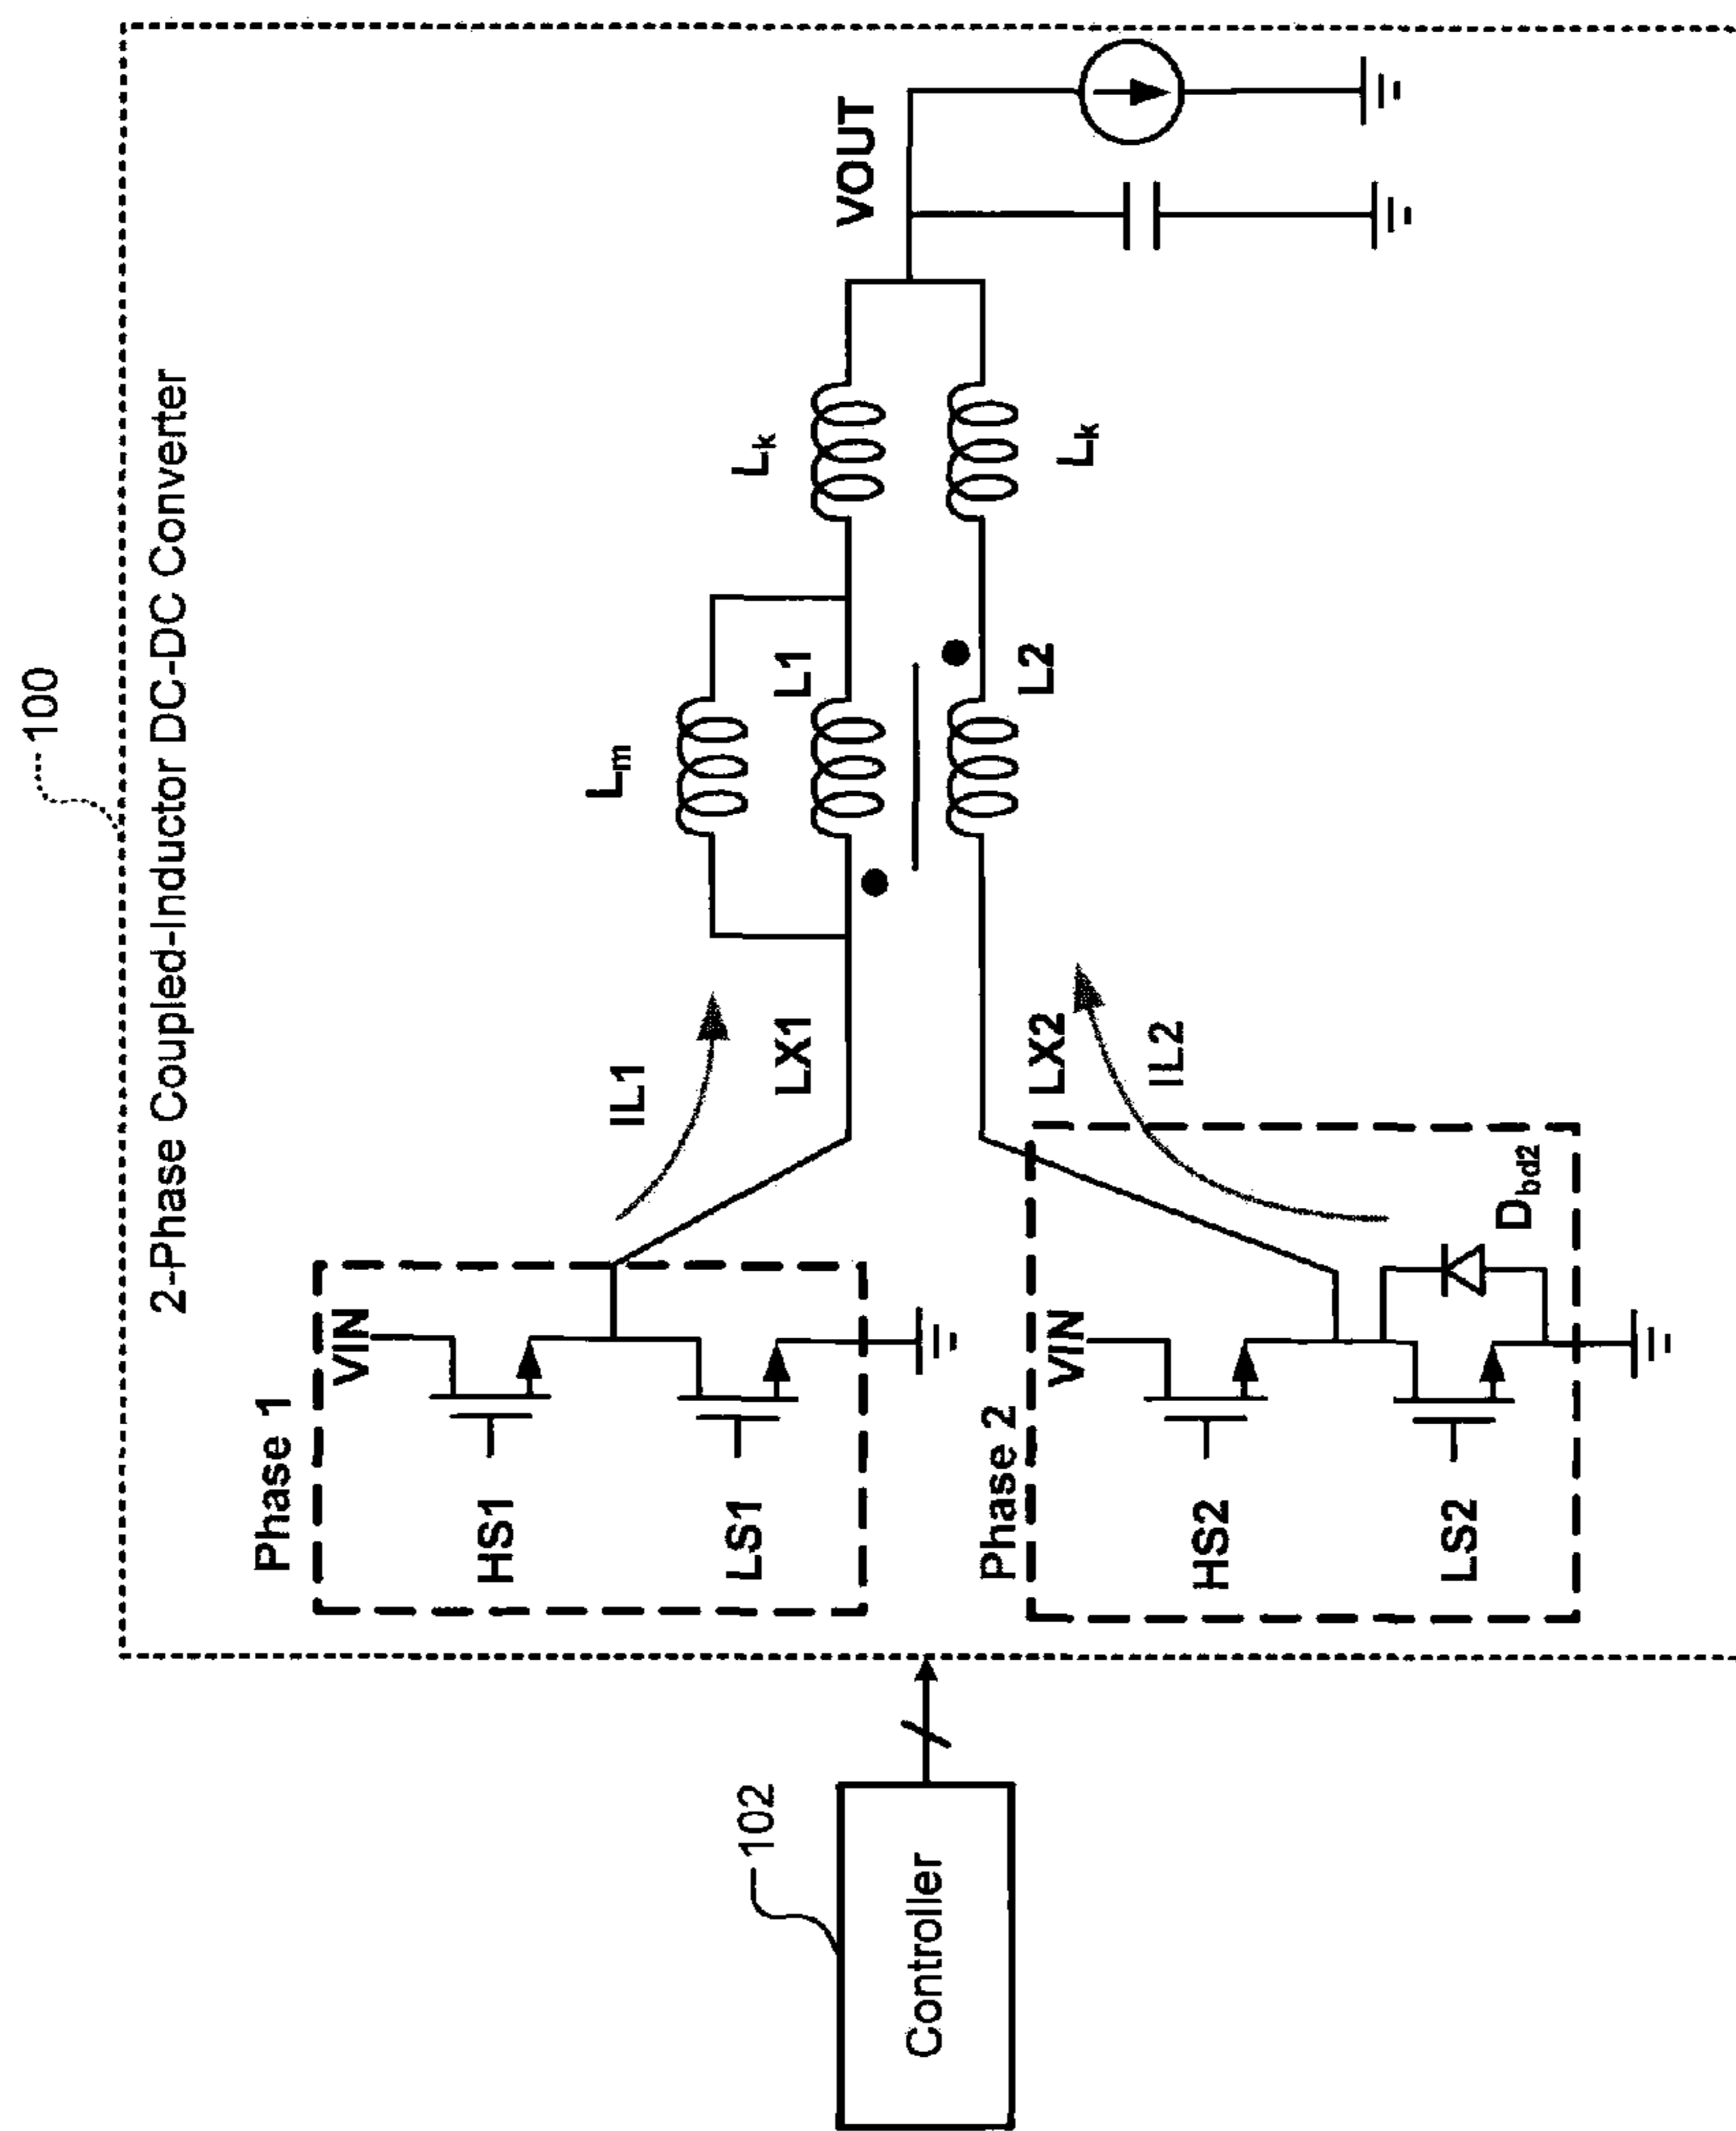 100
2-Phase Coupled-Inductor DC-DC Converter
Phase 1
VIN
HS1
LS1
IL1
LX1
Lm
L1
Lk
VOUT
Phase 2
VIN
HS2
LS2
Dbd2
LX2
IL2
L2
Lk
102
Controller